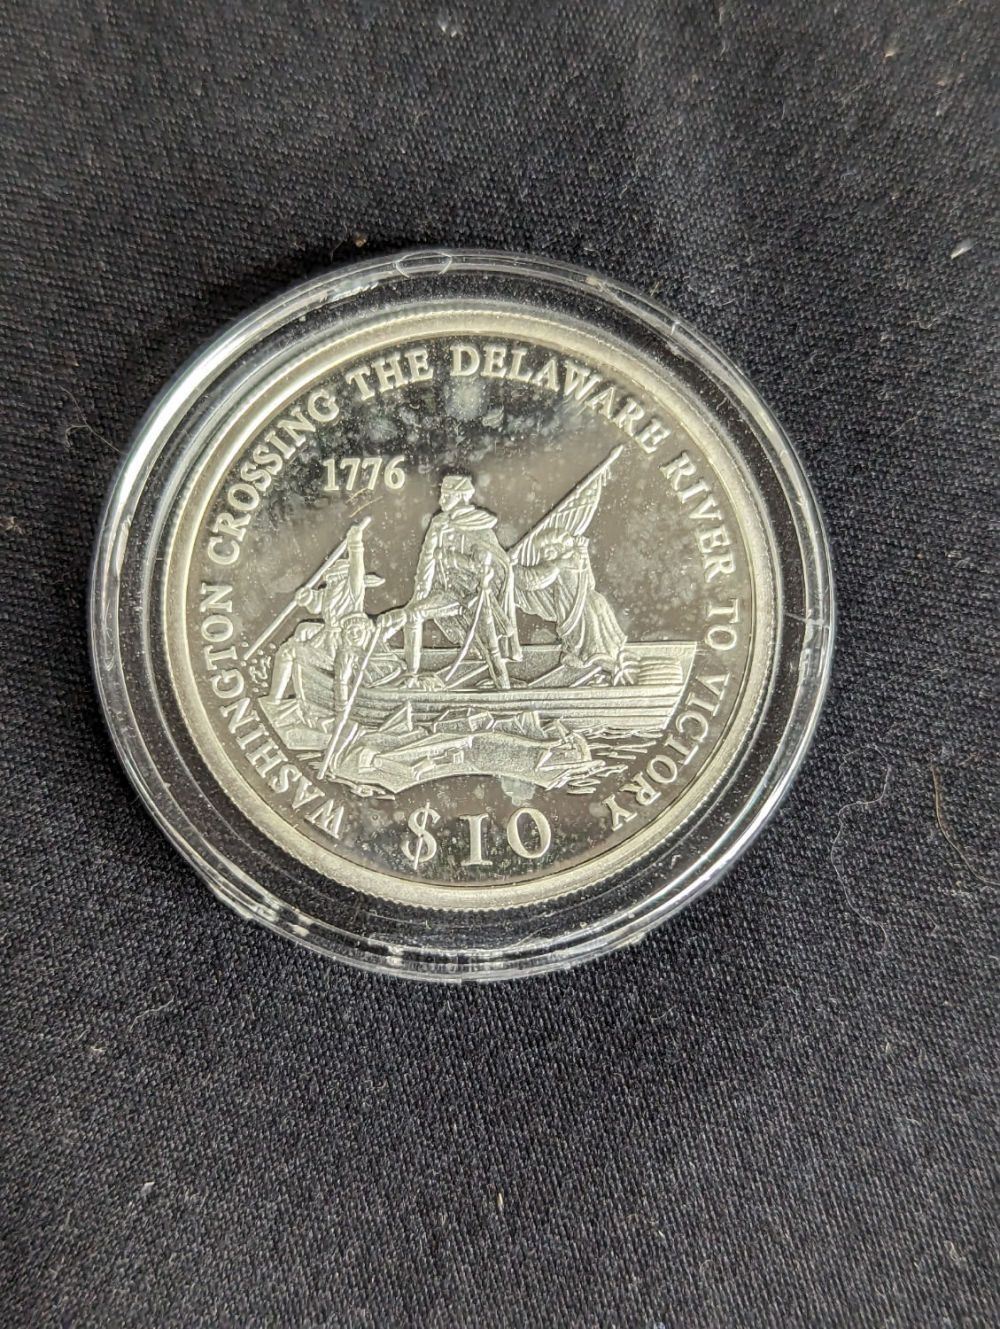 WASHINGTON CROSSING THE DELAWARE RIVER TO VICTORY
1776
$10